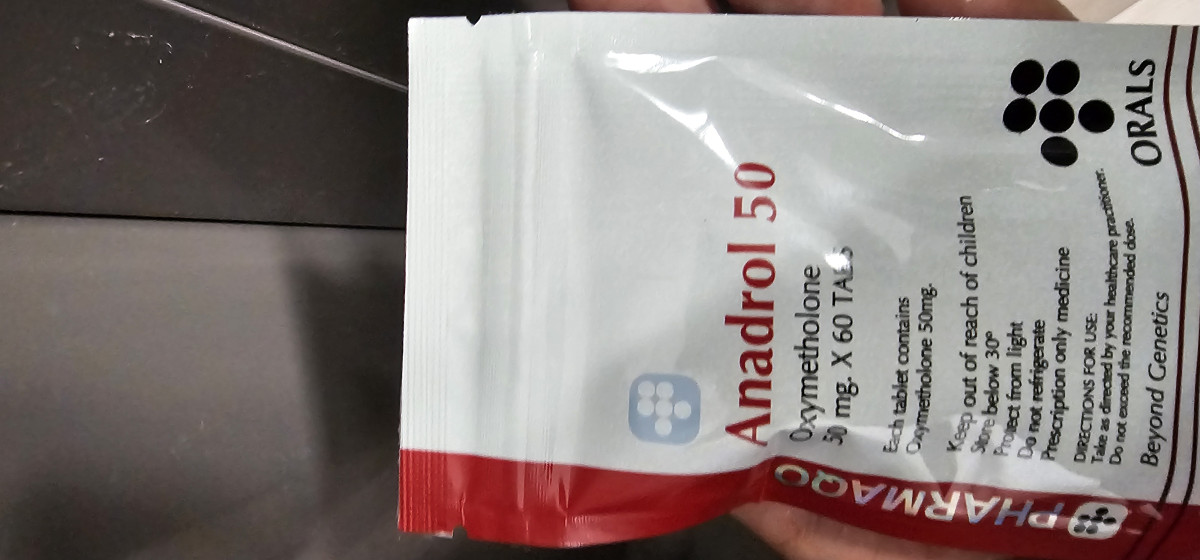 Anadrol 50
Oxymetholone
50 mg. X 60 TABS
Each tablet contains
Oxymetholone 50mg.
Keep out of reach of children
Store below 30°
Protect from light
Do not refrigerate
Prescription only medicine
DIRECTIONS FOR USE:
Take as directed by your healthcare practitioner.
Do not exceed the recommended dose.
Beyond Genetics
ORALS
PHARMAQO